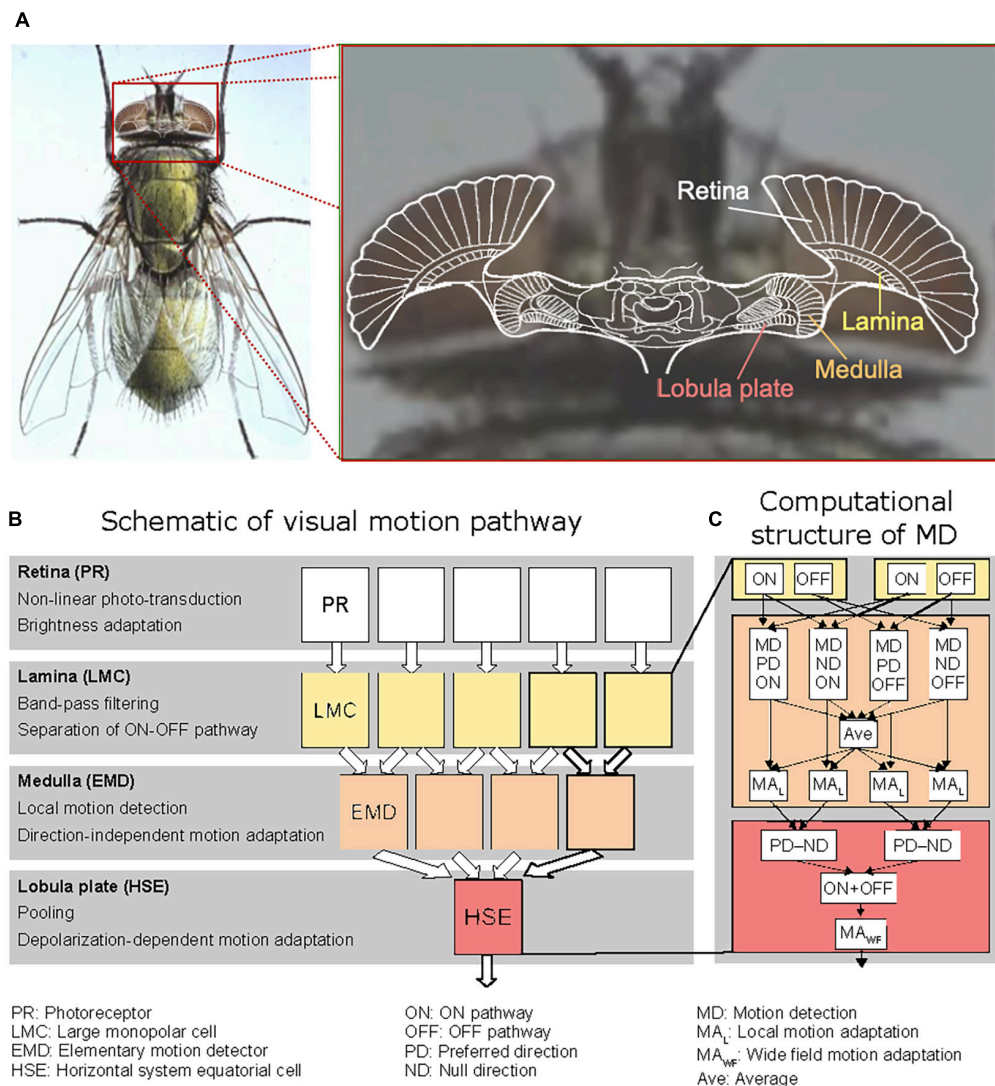 A
Retina
Lamina
Medulla
Lobula plate
B
Schematic of visual motion pathway
Retina (PR)
Non-linear photo-transduction
Brightness adaptation
PR
Lamina (LMC)
Band-pass filtering
Separation of ON-OFF pathway
LMC
Medulla (EMD)
Local motion detection
Direction-independent motion adaptation
EMD
Lobula plate (HSE)
Pooling
Depolarization-dependent motion adaptation
HSE
C
Computational
structure of MD
ON OFF ON OFF
MD MD MD MD
PD ND PD ND
ON ON OFF OFF
Ave
MAL MAL MAL MAL
PD–ND PD–ND
ON+OFF
MAWF
PR: Photoreceptor
LMC: Large monopolar cell
EMD: Elementary motion detector
HSE: Horizontal system equatorial cell
ON: ON pathway
OFF: OFF pathway
PD: Preferred direction
ND: Null direction
MD: Motion detection
MAL: Local motion adaptation
MAWF: Wide field motion adaptation
Ave: Average